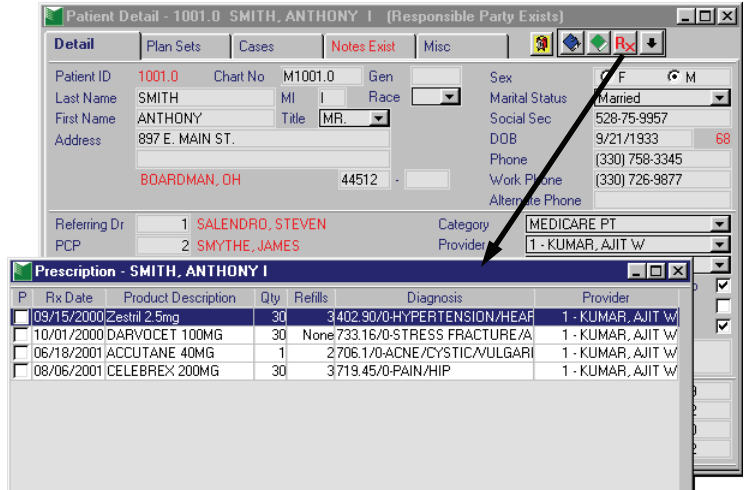 Patient Detail - 1001.0 SMITH, ANTHONY I (Responsible Party Exists)
Detail Plan Sets Cases Notes Exist Misc Rx
Patient ID 1001.0 Chart No M1001.0 Gen Sex F M
Last Name SMITH MI I Race Marital Status Married
First Name ANTHONY Title MR. Social Sec 528-75-9957
Address 897 E. MAIN ST. DOB 9/21/1933 68
Phone (330) 758-3345
BOARDMAN, OH 44512 - Work Phone (330) 726-9877
Alternate Phone
Referring Dr 1 SALENDRO, STEVEN Category MEDICARE PT
PCP 2 SMYTHE, JAMES Provider 1 - KUMAR, AJIT W
Prescription - SMITH, ANTHONY I
P Rx Date Product Description Qty Refills Diagnosis Provider
09/15/2000 Zestril 2.5mg 30 3 402.90/0-HYPERTENSION/HEAR 1 - KUMAR, AJIT W
10/01/2000 DARVOCET 100MG 30 None 733.16/0-STRESS FRACTURE/A 1 - KUMAR, AJIT W
06/18/2001 ACCUTANE 40MG 1 2 706.1/0-ACNE/CYSTIC/VULGARI 1 - KUMAR, AJIT W
08/06/2001 CELEBREX 200MG 30 3 719.45/0-PAIN/HIP 1 - KUMAR, AJIT W